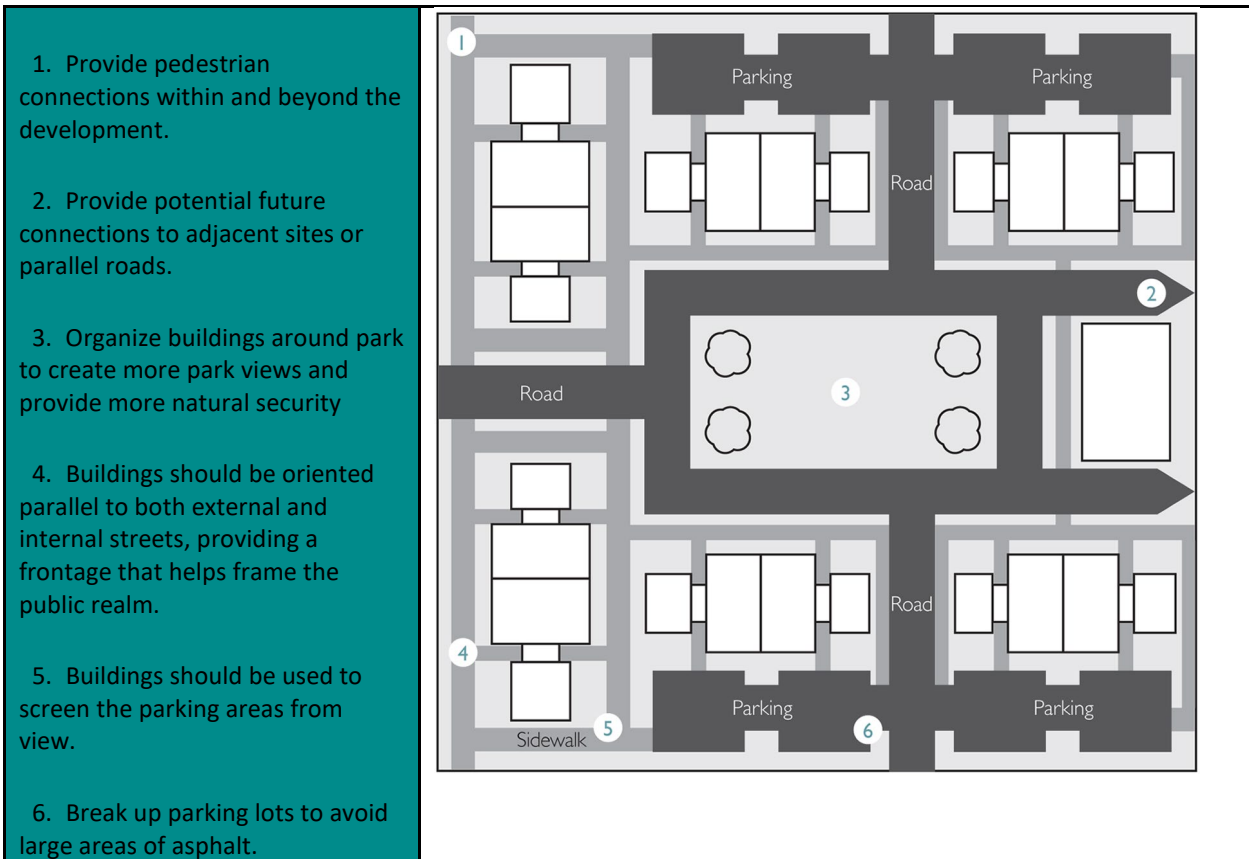 1. Provide pedestrian
connections within and beyond the
development.
2. Provide potential future
connections to adjacent sites or
parallel roads.
3. Organize buildings around park
to create more park views and
provide more natural security
4. Buildings should be oriented
parallel to both external and
internal streets, providing a
frontage that helps frame the
public realm.
5. Buildings should be used to
screen the parking areas from
view.
6. Break up parking lots to avoid
large areas of asphalt.
1
Parking
Parking
Road
2
Road
3
Road
4
Parking
Parking
5
6
Sidewalk